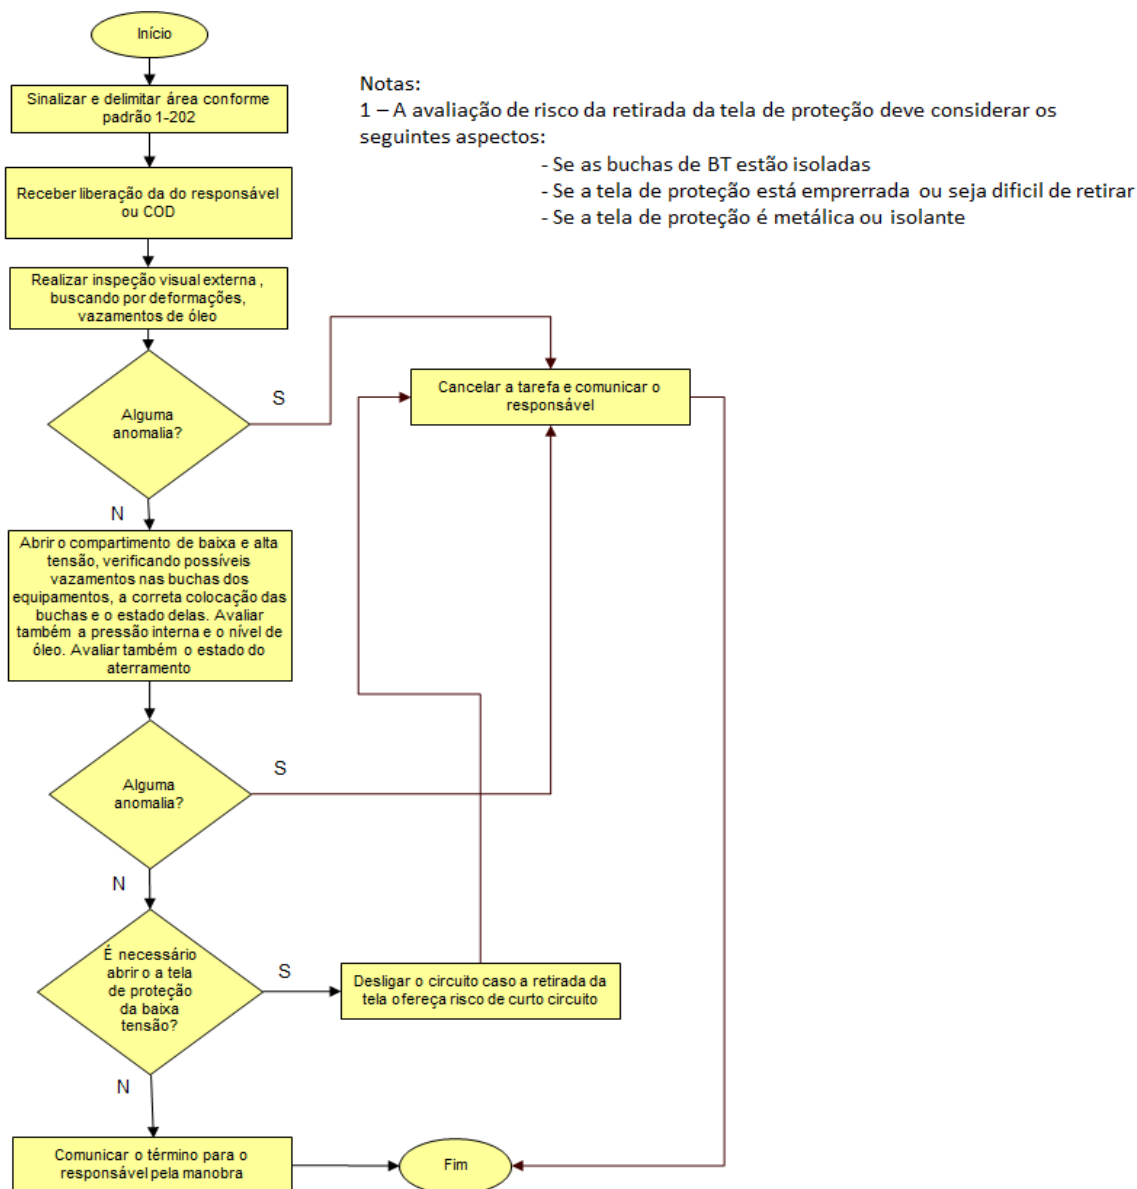 Início
Sinalizar e delimitar área conforme
padrão 1-202
Receber liberação da do responsável
ou COD
Realizar inspeção visual externa ,
buscando por deformações,
vazamentos de óleo
Notas:
1 – A avaliação de risco da retirada da tela de proteção deve considerar os
seguintes aspectos:
- Se as buchas de BT estão isoladas
- Se a tela de proteção está emprerrada ou seja dificil de retirar
- Se a tela de proteção é metálica ou isolante
Alguma
anomalia?
S
N
Cancelar a tarefa e comunicar o
responsável
Abrir o compartimento de baixa e alta
tensão, verificando possíveis
vazamentos nas buchas dos
equipamentos, a correta colocação das
buchas e o estado delas. Avaliar
também a pressão interna e o nível de
óleo. Avaliar também o estado do
aterramento
Alguma
anomalia?
S
N
É necessário
abrir o a tela
de proteção
da baixa
tensão?
S
N
Desligar o circuito caso a retirada da
tela ofereça risco de curto circuito
Comunicar o término para o
responsável pela manobra
Fim